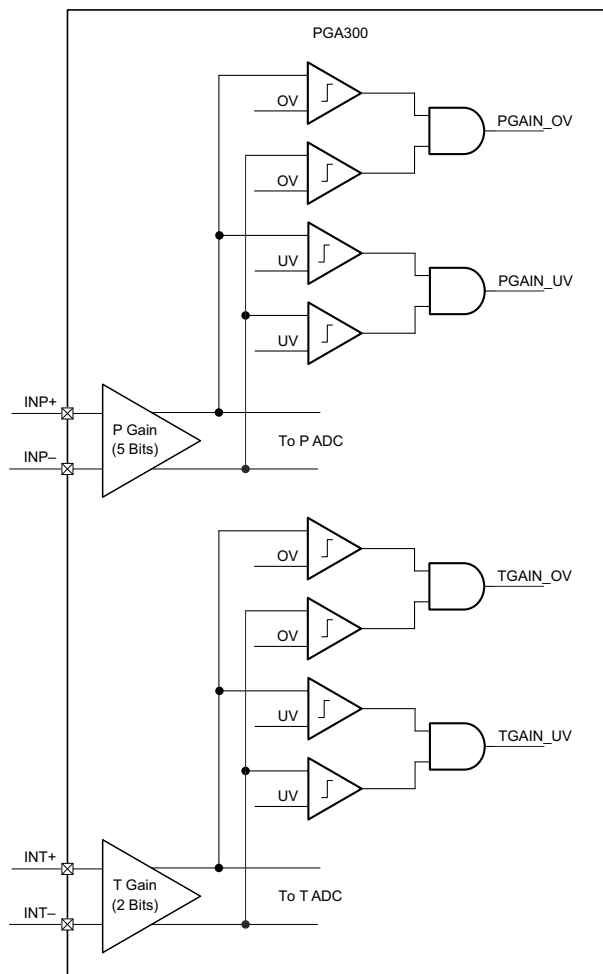 PGA300
OV
PGAIN_OV
OV
UV
PGAIN_UV
UV
INP+
P Gain
(5 Bits)
To P ADC
INP–
OV
TGAIN_OV
OV
UV
TGAIN_UV
UV
INT+
T Gain
(2 Bits)
To T ADC
INT–